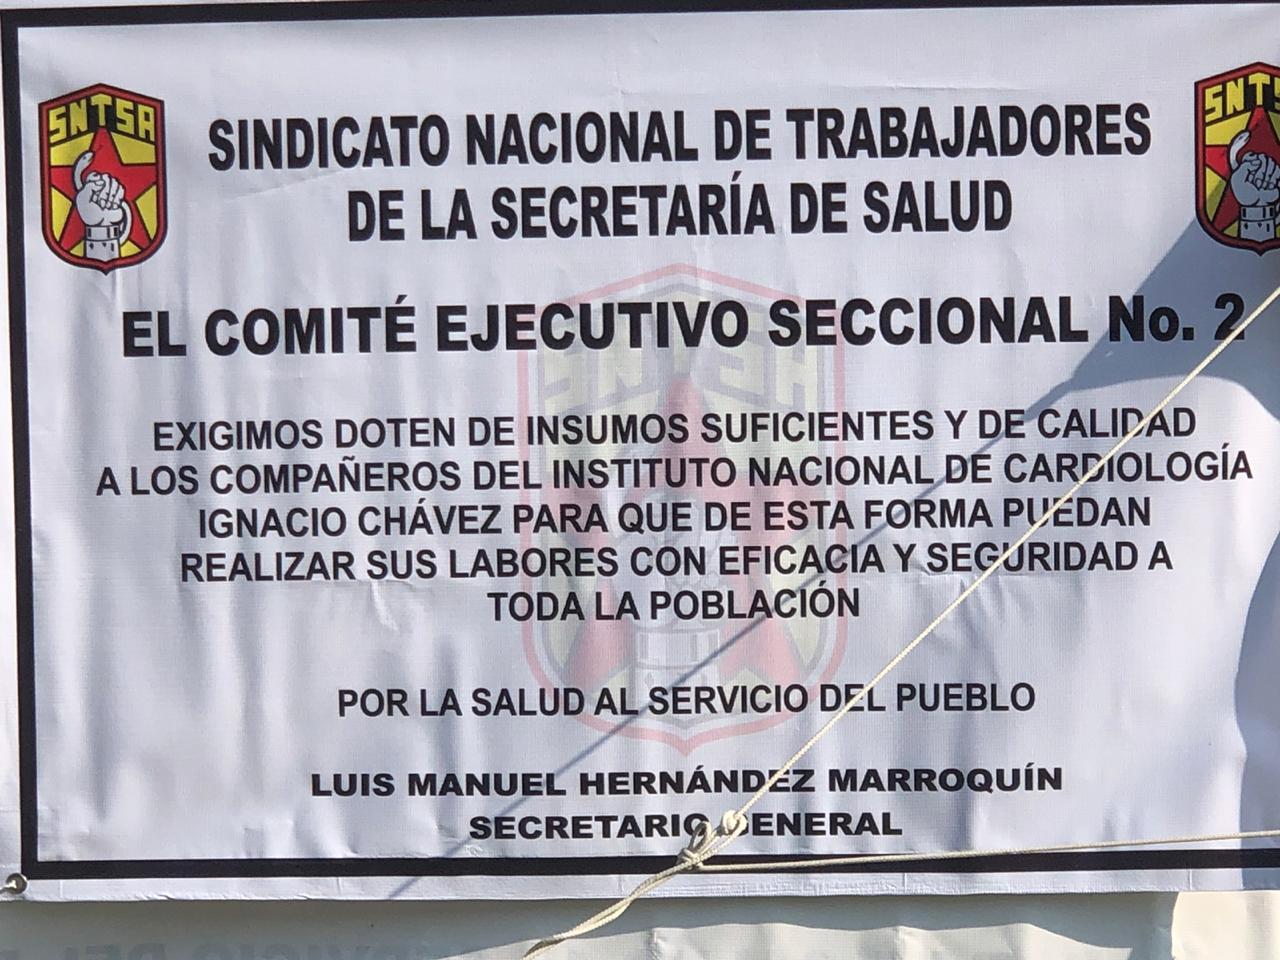 SNTSA
SINDICATO NACIONAL DE TRABAJADORES
DE LA SECRETARÍA DE SALUD
EL COMITÉ EJECUTIVO SECCIONAL No. 2
EXIGIMOS DOTEN DE INSUMOS SUFICIENTES Y DE CALIDAD
A LOS COMPAÑEROS DEL INSTITUTO NACIONAL DE CARDIOLOGÍA
IGNACIO CHÁVEZ PARA QUE DE ESTA FORMA PUEDAN
REALIZAR SUS LABORES CON EFICACIA Y SEGURIDAD A
TODA LA POBLACIÓN
POR LA SALUD AL SERVICIO DEL PUEBLO
LUIS MANUEL HERNÁNDEZ MARROQUÍN
SECRETARIO GENERAL
SNTS
SNTSA